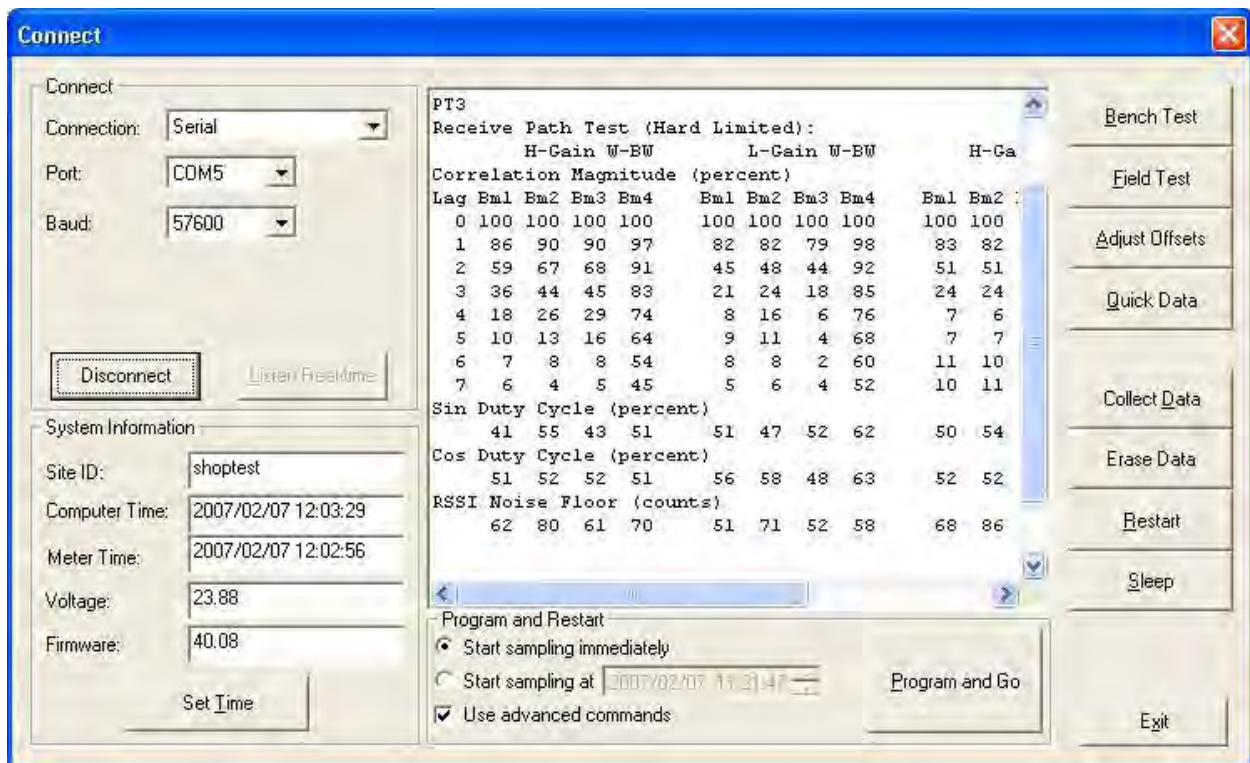 Connect
Connect
Connection: Serial
Port: COM5
Baud: 57600
Disconnect
Listen Realtime
System Information
Site ID: shoptest
Computer Time: 2007/02/07 12:03:29
Meter Time: 2007/02/07 12:02:56
Voltage: 23.88
Firmware: 40.08
Set Time
PT3
Receive Path Test (Hard Limited):
H-Gain W-BW L-Gain W-BW H-Ga
Correlation Magnitude (percent)
Lag Bm1 Bm2 Bm3 Bm4 Bm1 Bm2 Bm3 Bm4 Bm1 Bm2
0 100 100 100 100 100 100 100 100 100 100
1 86 90 90 97 82 82 79 98 83 82
2 59 67 68 91 45 48 44 92 51 51
3 36 44 45 83 21 24 18 85 24 24
4 18 26 29 74 8 16 6 76 7 6
5 10 13 16 64 9 11 4 68 7 7
6 7 8 8 54 8 8 2 60 11 10
7 6 4 5 45 5 6 4 52 10 11
Sin Duty Cycle (percent)
41 55 43 51 51 47 52 62 50 54
Cos Duty Cycle (percent)
51 52 52 51 56 58 48 63 52 52
RSSI Noise Floor (counts)
62 80 61 70 51 71 52 58 68 86
Program and Restart
Start sampling immediately
Start sampling at
Use advanced commands
Program and Go
Bench Test
Field Test
Adjust Offsets
Quick Data
Collect Data
Erase Data
Restart
Sleep
Exit